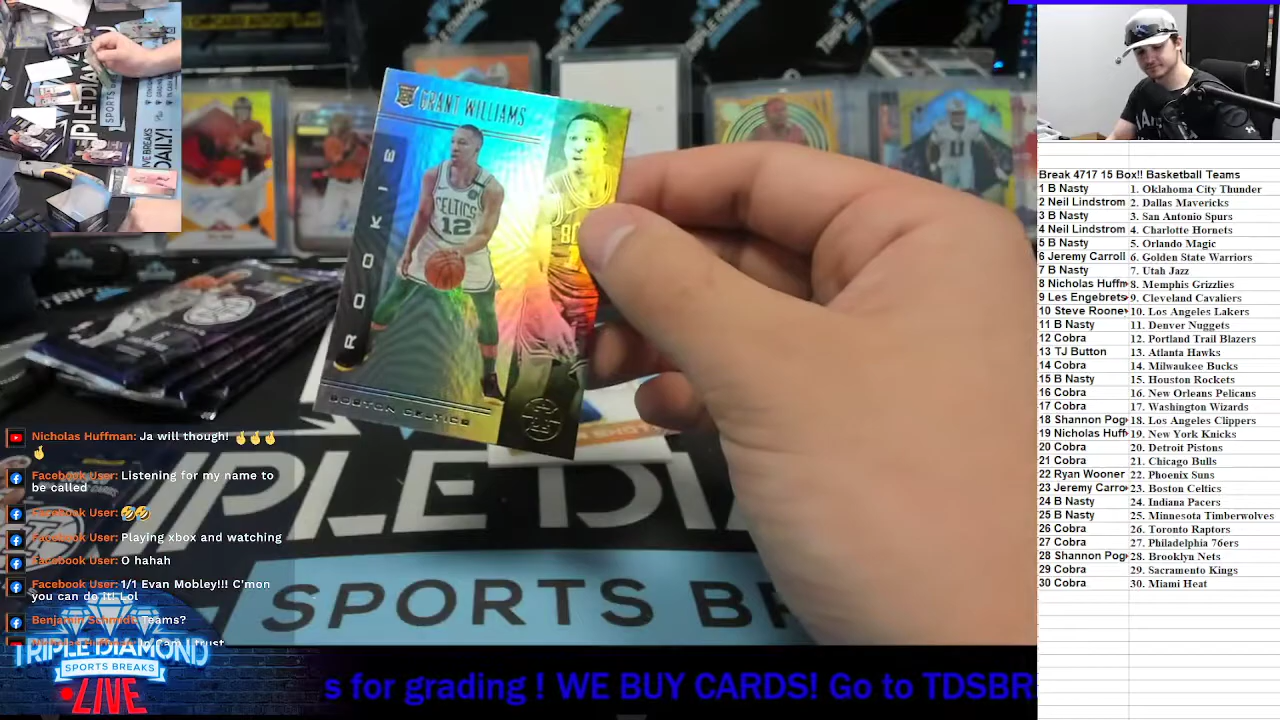 GRANT WILLIAMS
ROOKIE
CELTICS
12
BOSTON CELTICS
TRIPLE DIA
SPORTS BR
BREAKS
DAILY!
Nicholas Huffman: Ja will though! 🤞🤞🤞
🤞
Facebook User: Listening for my name to
be called
Facebook User: 🤣🤣
Facebook User: Playing xbox and watching
Facebook User: O hahah
Facebook User: 1/1 Evan Mobley!!! C'mon
you can do it! Lol
Benjamin Schmidt: Teams?
TRIPLE DIAMOND
SPORTS BREAKS
LIVE
s for grading ! WE BUY CARDS! Go to TDSBR
Break 4717 15 Box!! Basketball Teams
1 B Nasty 1. Oklahoma City Thunder
2 Neil Lindstrom 2. Dallas Mavericks
3 B Nasty 3. San Antonio Spurs
4 Neil Lindstrom 4. Charlotte Hornets
5 B Nasty 5. Orlando Magic
6 Jeremy Carroll 6. Golden State Warriors
7 B Nasty 7. Utah Jazz
8 Nicholas Huffm 8. Memphis Grizzlies
9 Les Engebrets 9. Cleveland Cavaliers
10 Steve Rooney 10. Los Angeles Lakers
11 B Nasty 11. Denver Nuggets
12 Cobra 12. Portland Trail Blazers
13 TJ Button 13. Atlanta Hawks
14 Cobra 14. Milwaukee Bucks
15 B Nasty 15. Houston Rockets
16 Cobra 16. New Orleans Pelicans
17 Cobra 17. Washington Wizards
18 Shannon Pog 18. Los Angeles Clippers
19 Nicholas Huff 19. New York Knicks
20 Cobra 20. Detroit Pistons
21 Cobra 21. Chicago Bulls
22 Ryan Wooner 22. Phoenix Suns
23 Jeremy Carro 23. Boston Celtics
24 B Nasty 24. Indiana Pacers
25 B Nasty 25. Minnesota Timberwolves
26 Cobra 26. Toronto Raptors
27 Cobra 27. Philadelphia 76ers
28 Shannon Pog 28. Brooklyn Nets
29 Cobra 29. Sacramento Kings
30 Cobra 30. Miami Heat